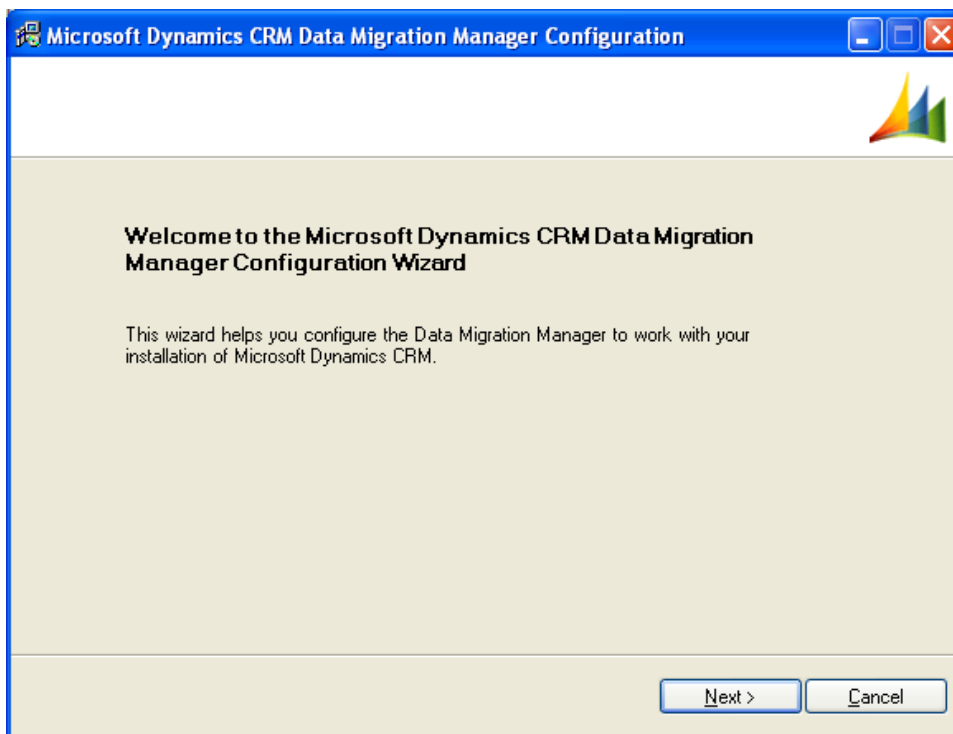 Microsoft Dynamics CRM Data Migration Manager Configuration
Welcome to the Microsoft Dynamics CRM Data Migration
Manager Configuration Wizard
This wizard helps you configure the Data Migration Manager to work with your
installation of Microsoft Dynamics CRM.
Next > Cancel